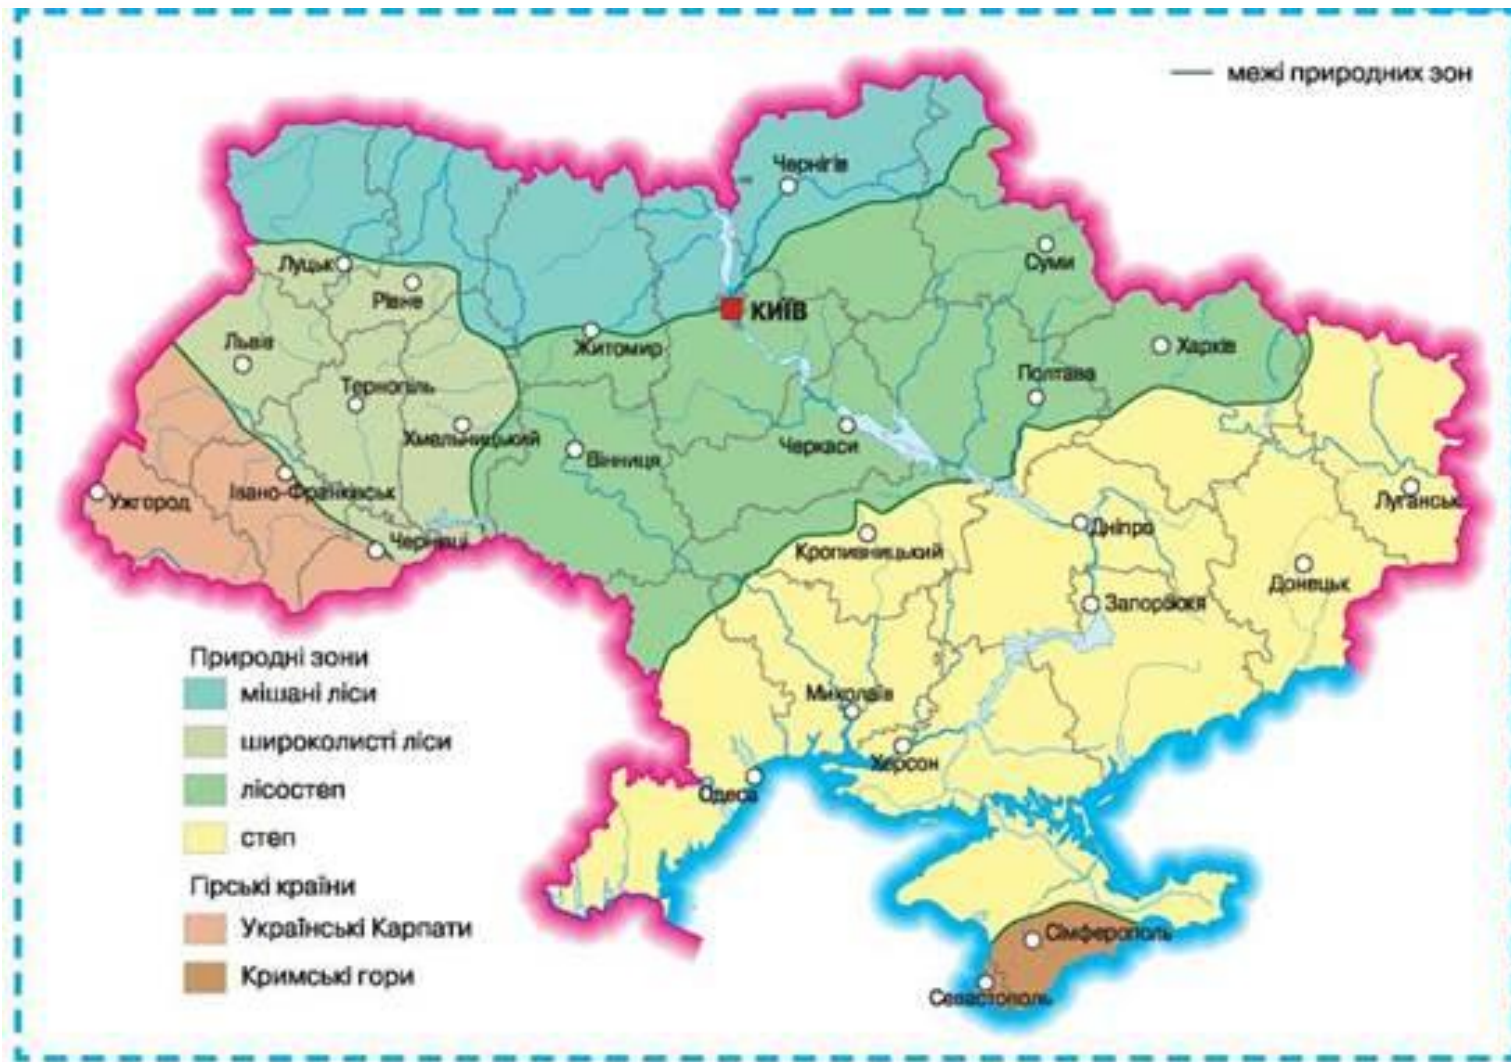 межі природних зон
Чернігів
Луцьк
Рівне
Суми
КИЇВ
Львів
Житомир
Харків
Тернопіль
Полтава
Хмельницький
Черкаси
Вінниця
Ужгород
Івано-Франківськ
Луганськ
Чернівці
Дніпро
Кропивницький
Донецьк
Запоріжжя
Природні зони
мішані ліси
Миколаїв
широколисті ліси
Херсон
лісостеп
Одеса
степ
Гірські країни
Українські Карпати
Сімферополь
Кримські гори
Севастополь